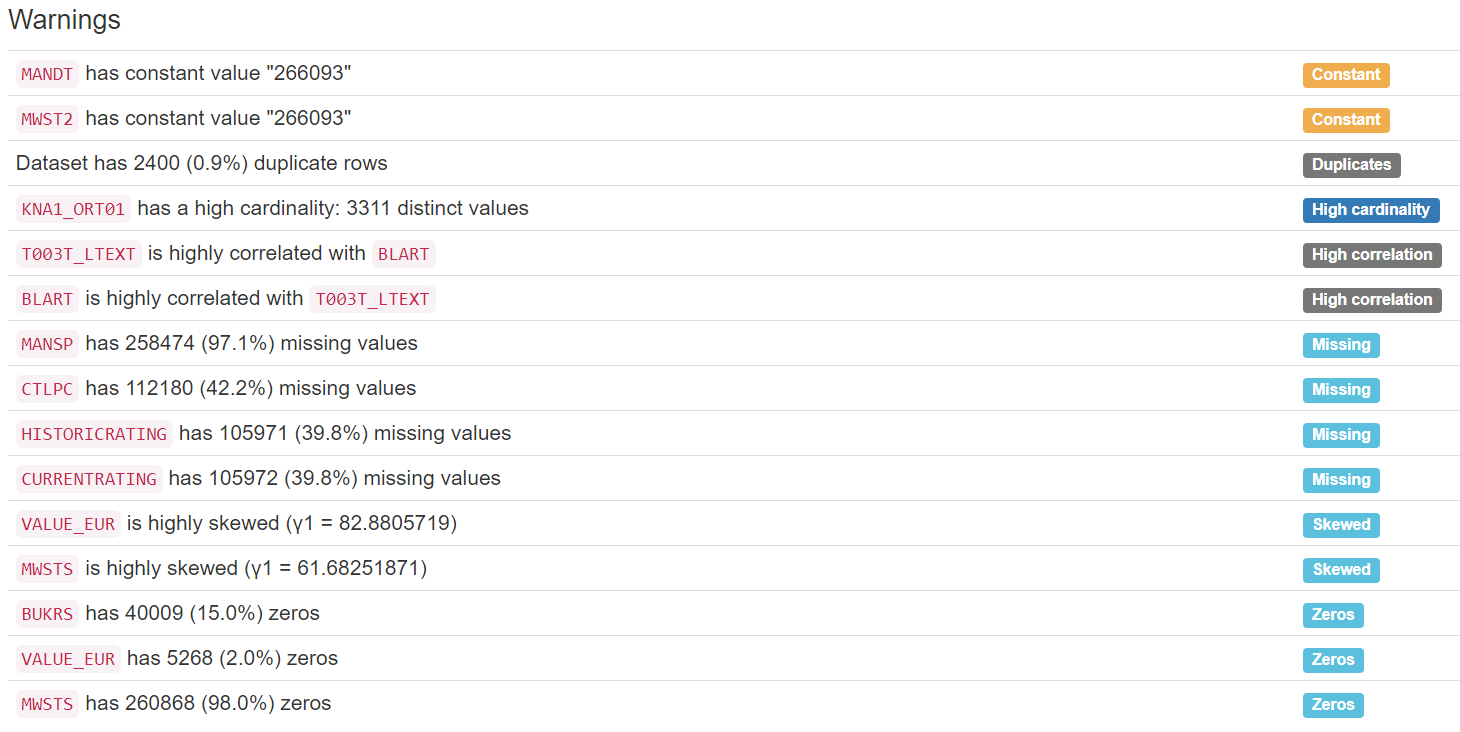 Warnings
MANDT has constant value "266093" Constant
MWST2 has constant value "266093" Constant
Dataset has 2400 (0.9%) duplicate rows Duplicates
KNA1_ORT01 has a high cardinality: 3311 distinct values High cardinality
T003T_LTEXT is highly correlated with BLART High correlation
BLART is highly correlated with T003T_LTEXT High correlation
MANSP has 258474 (97.1%) missing values Missing
CTLPC has 112180 (42.2%) missing values Missing
HISTORICRATING has 105971 (39.8%) missing values Missing
CURRENTRATING has 105972 (39.8%) missing values Missing
VALUE_EUR is highly skewed (γ1 = 82.8805719) Skewed
MWSTS is highly skewed (γ1 = 61.68251871) Skewed
BUKRS has 40009 (15.0%) zeros Zeros
VALUE_EUR has 5268 (2.0%) zeros Zeros
MWSTS has 260868 (98.0%) zeros Zeros